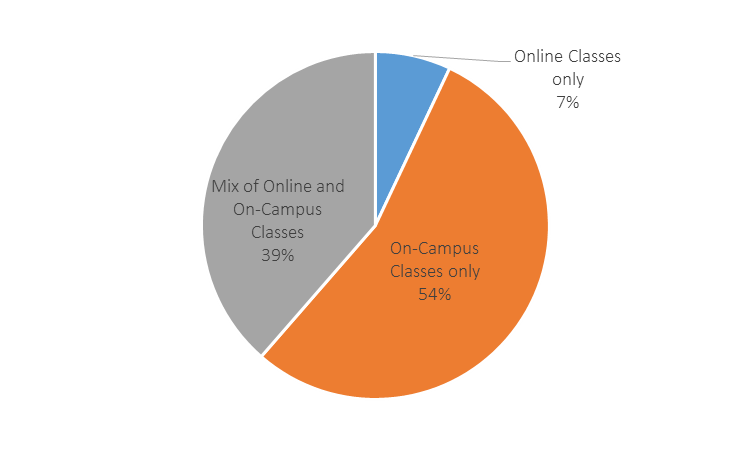 Online Classes
only
7%
Mix of Online and
On-Campus
Classes
39%
On-Campus
Classes only
54%